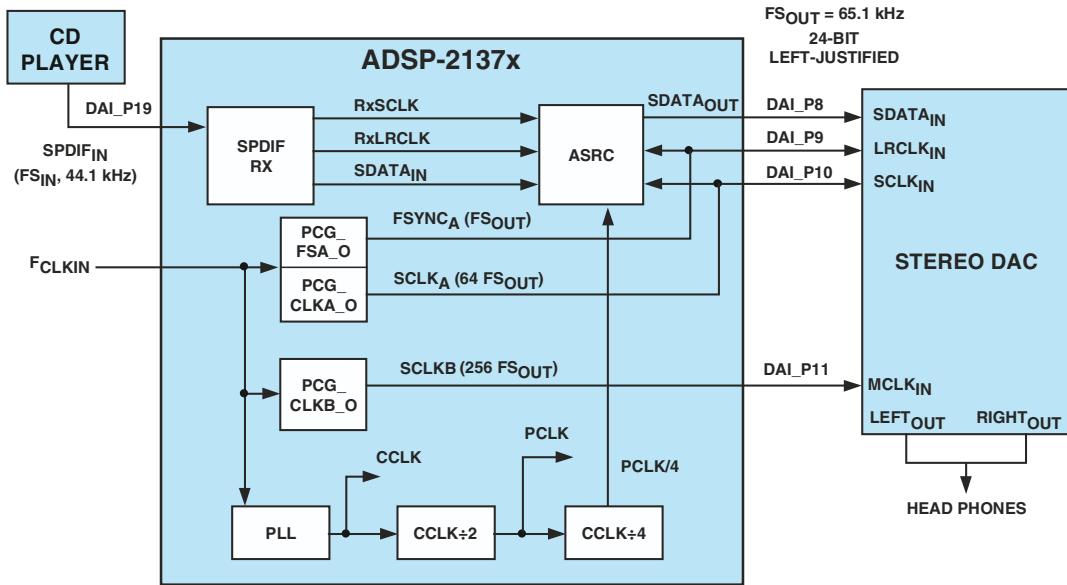 CD
PLAYER
DAI_P19
SPDIFIN
(FSIN, 44.1 kHz)
FCLKIN
ADSP-2137x
SPDIF
RX
RxSCLK
RxLRCLK
SDATAIN
ASRC
SDATAOUT
FSYNCA (FSOUT)
PCG_
FSA_O
SCLKA (64 FSOUT)
PCG_
CLKA_O
SCLKB (256 FSOUT)
PCG_
CLKB_O
CCLK
PCLK
PCLK/4
PLL
CCLK÷2
CCLK÷4
FSOUT = 65.1 kHz
24-BIT
LEFT-JUSTIFIED
DAI_P8
DAI_P9
DAI_P10
DAI_P11
SDATAIN
LRCLKIN
SCLKIN
STEREO DAC
MCLKIN
LEFTOUT
RIGHTOUT
HEAD PHONES